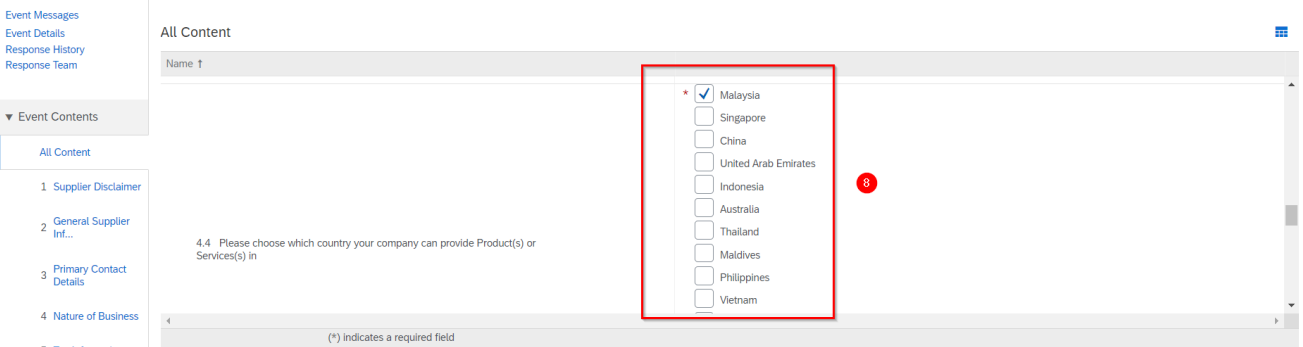 Event Messages
Event Details
Response History
Response Team
▼ Event Contents
All Content
1 Supplier Disclaimer
2 General Supplier
Inf...
3 Primary Contact
Details
4 Nature of Business
All Content
Name ↑
4.4 Please choose which country your company can provide Product(s) or
Services(s) in
* Malaysia
Singapore
China
United Arab Emirates
Indonesia
Australia
Thailand
Maldives
Philippines
Vietnam
8
(*) indicates a required field